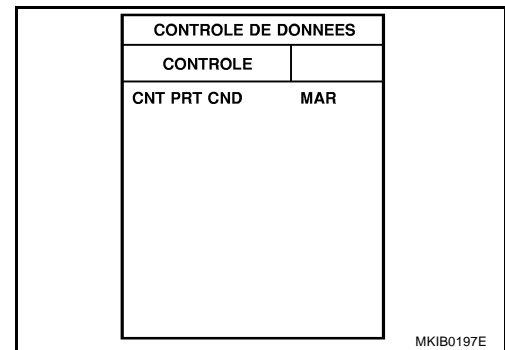 CONTROLE DE DONNEES
CONTROLE
CNT PRT CND MAR
MKIB0197E